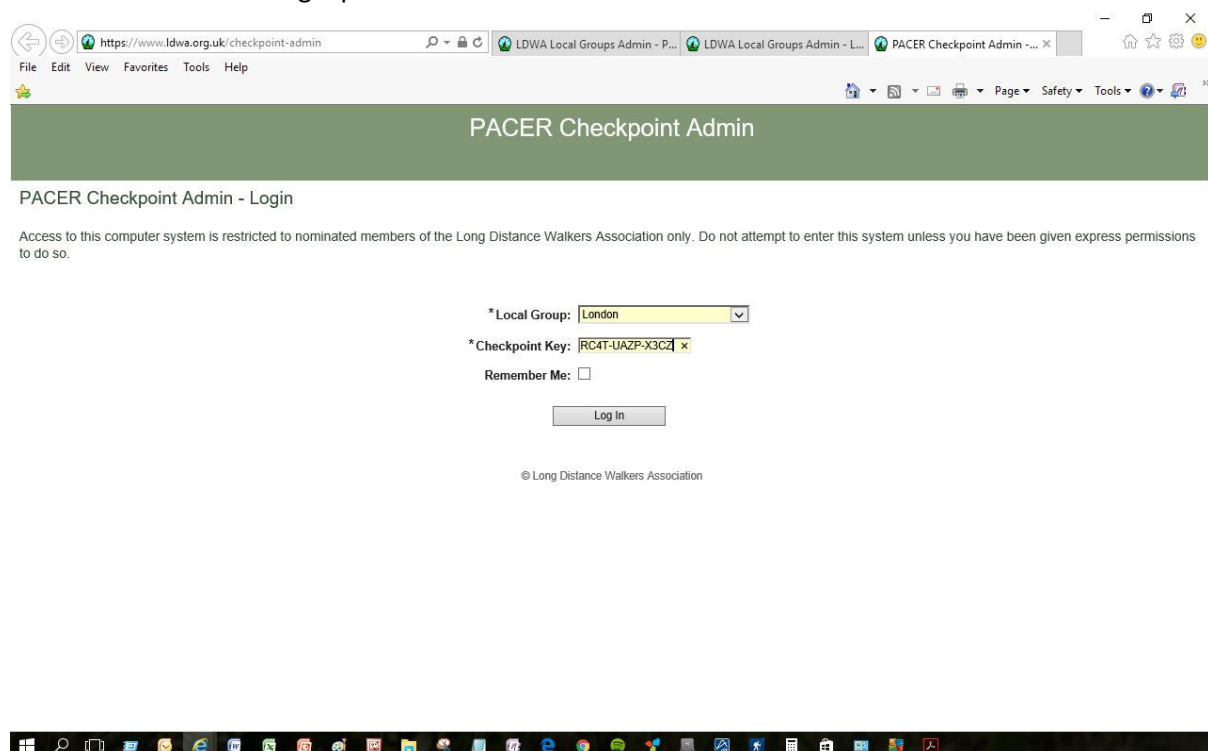 https://www.ldwa.org.uk/checkpoint-admin
LDWA Local Groups Admin - P...
LDWA Local Groups Admin - L...
PACER Checkpoint Admin -...
File Edit View Favorites Tools Help
Page Safety Tools
PACER Checkpoint Admin
PACER Checkpoint Admin - Login
Access to this computer system is restricted to nominated members of the Long Distance Walkers Association only. Do not attempt to enter this system unless you have been given express permissions
to do so.
*Local Group: London
*Checkpoint Key: RC4T-UAZP-X3CZ
Remember Me:
Log In
© Long Distance Walkers Association